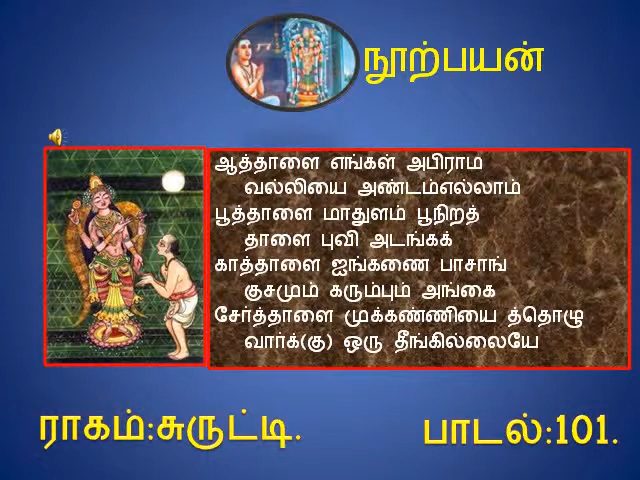 நூற்பயன்
ஆத்தாளை எங்கள் அபிராம
வல்லியை அண்டம்எல்லாம்
பூத்தாளை மாதுளம் பூநிறத்
தாளை புவி அடங்கக்
காத்தாளை ஐங்கணை பாசாங்
குசமும் கரும்பும் அங்கை
சேர்த்தாளை முக்கண்ணியை த்தொழு
வார்க்(கு) ஒரு தீங்கில்லையே
ராகம்:சுருட்டி.
பாடல்:101.